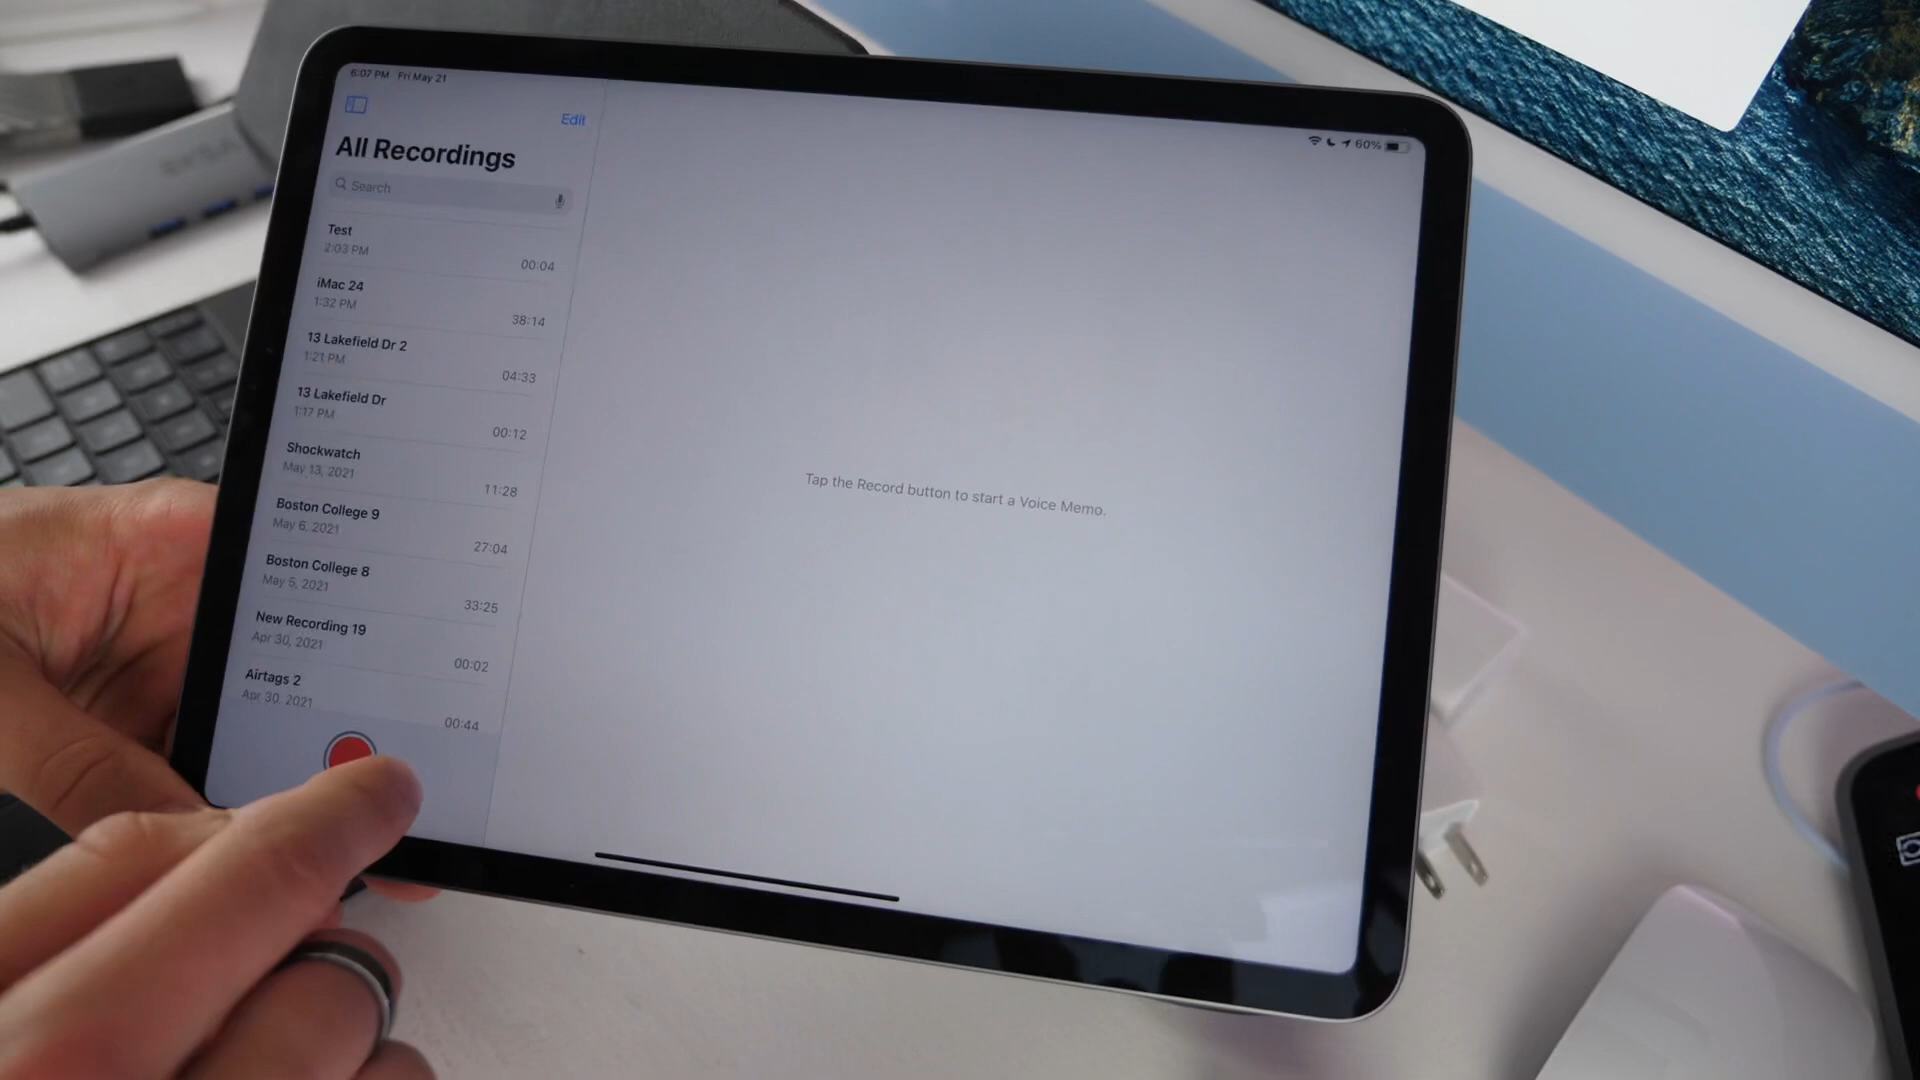 6:07 PM Fri May 21
60%
Edit
All Recordings
Search
Test
2:03 PM
00:04
iMac 24
1:32 PM
38:14
13 Lakefield Dr 2
1:21 PM
04:33
13 Lakefield Dr
1:17 PM
00:12
Shockwatch
May 13, 2021
11:28
Boston College 9
May 6, 2021
27:04
Boston College 8
May 5, 2021
33:25
New Recording 19
Apr 30, 2021
00:02
Airtags 2
Apr 30, 2021
00:44
Tap the Record button to start a Voice Memo.